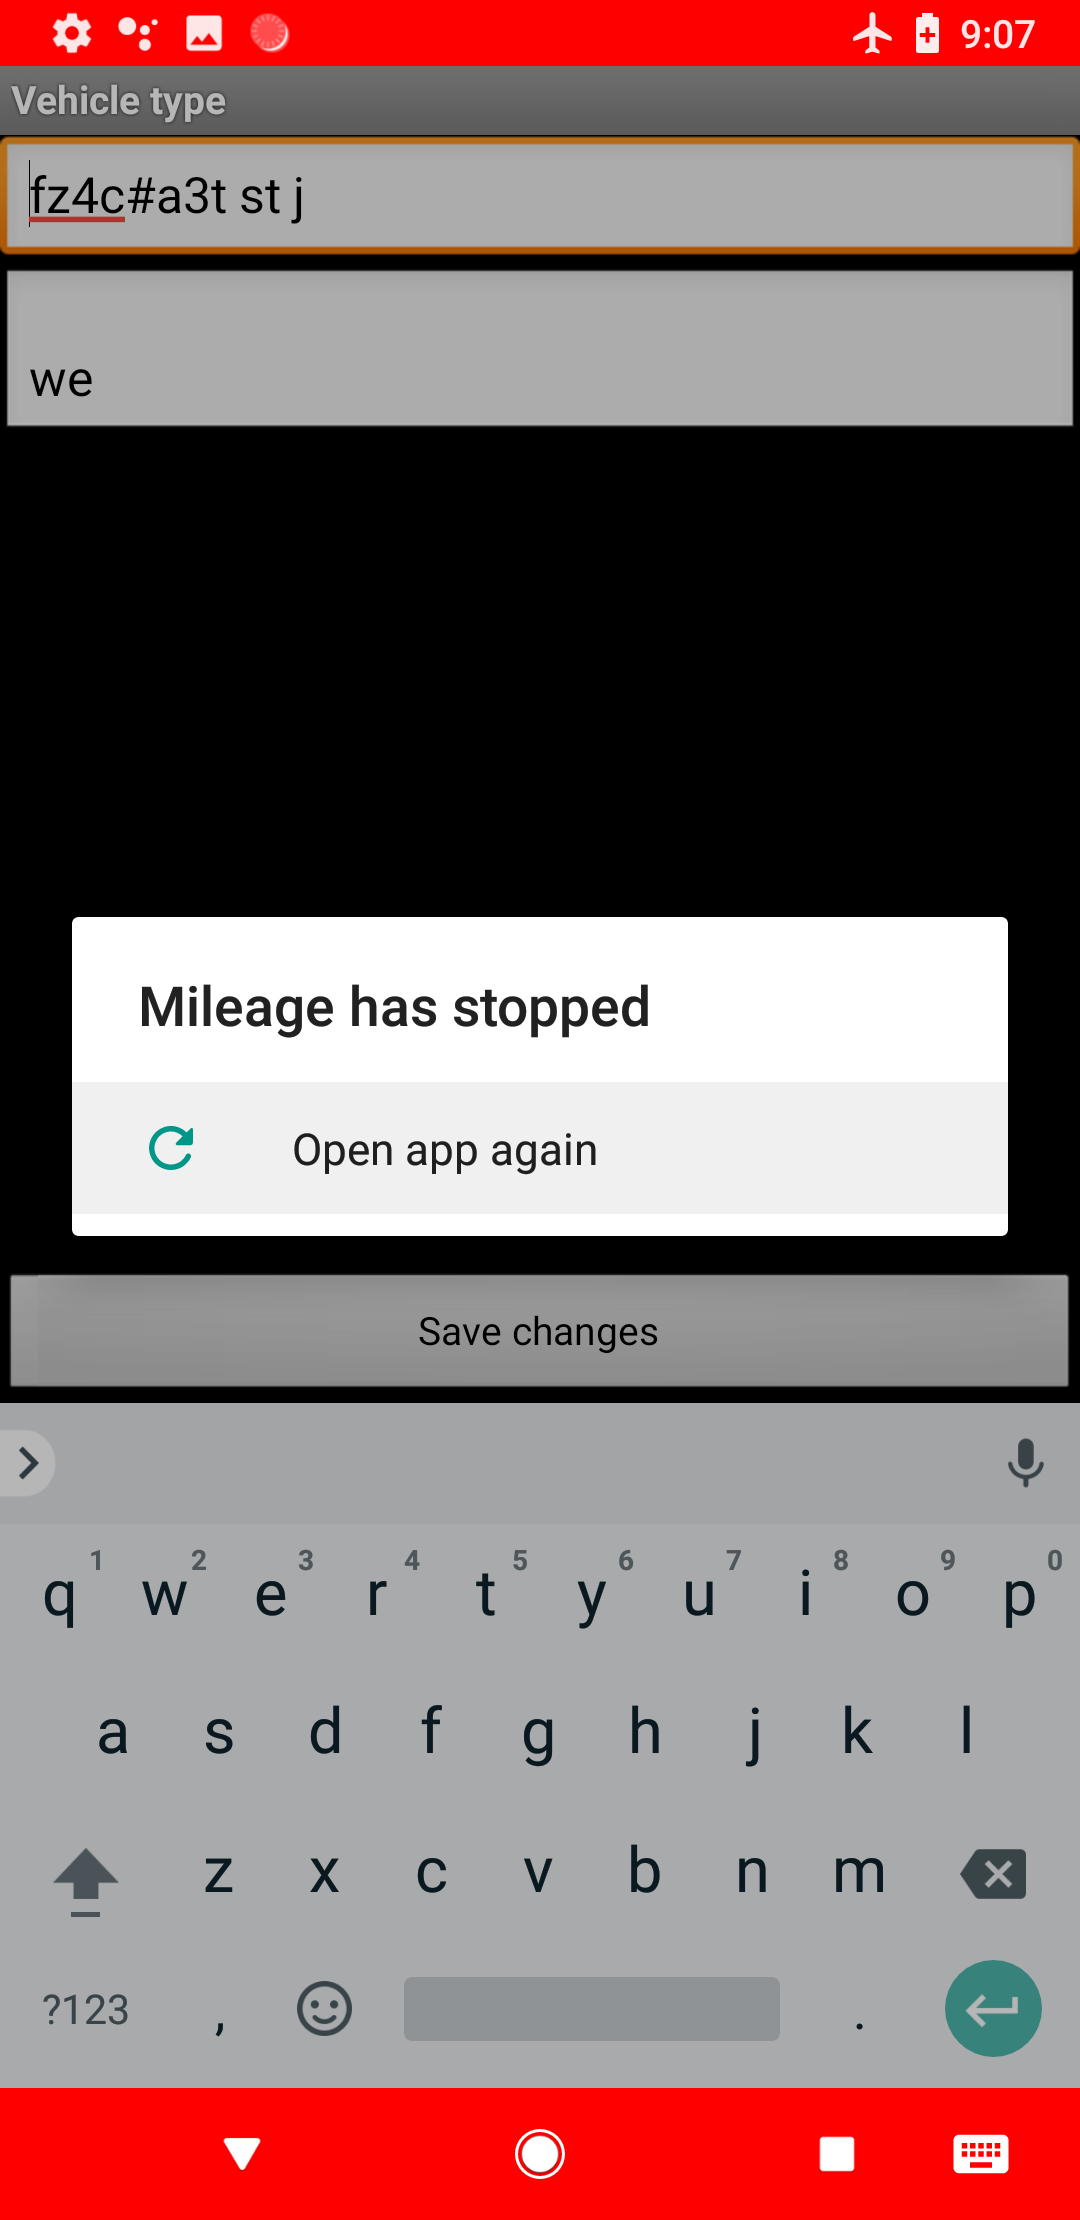 9:07
Vehicle type
fz4c#a3t st j
we
Mileage has stopped
Open app again
Save changes
1 2 3 4 5 6 7 8 9 0
q w e r t y u i o p
a s d f g h j k l
z x c v b n m
?123 , .